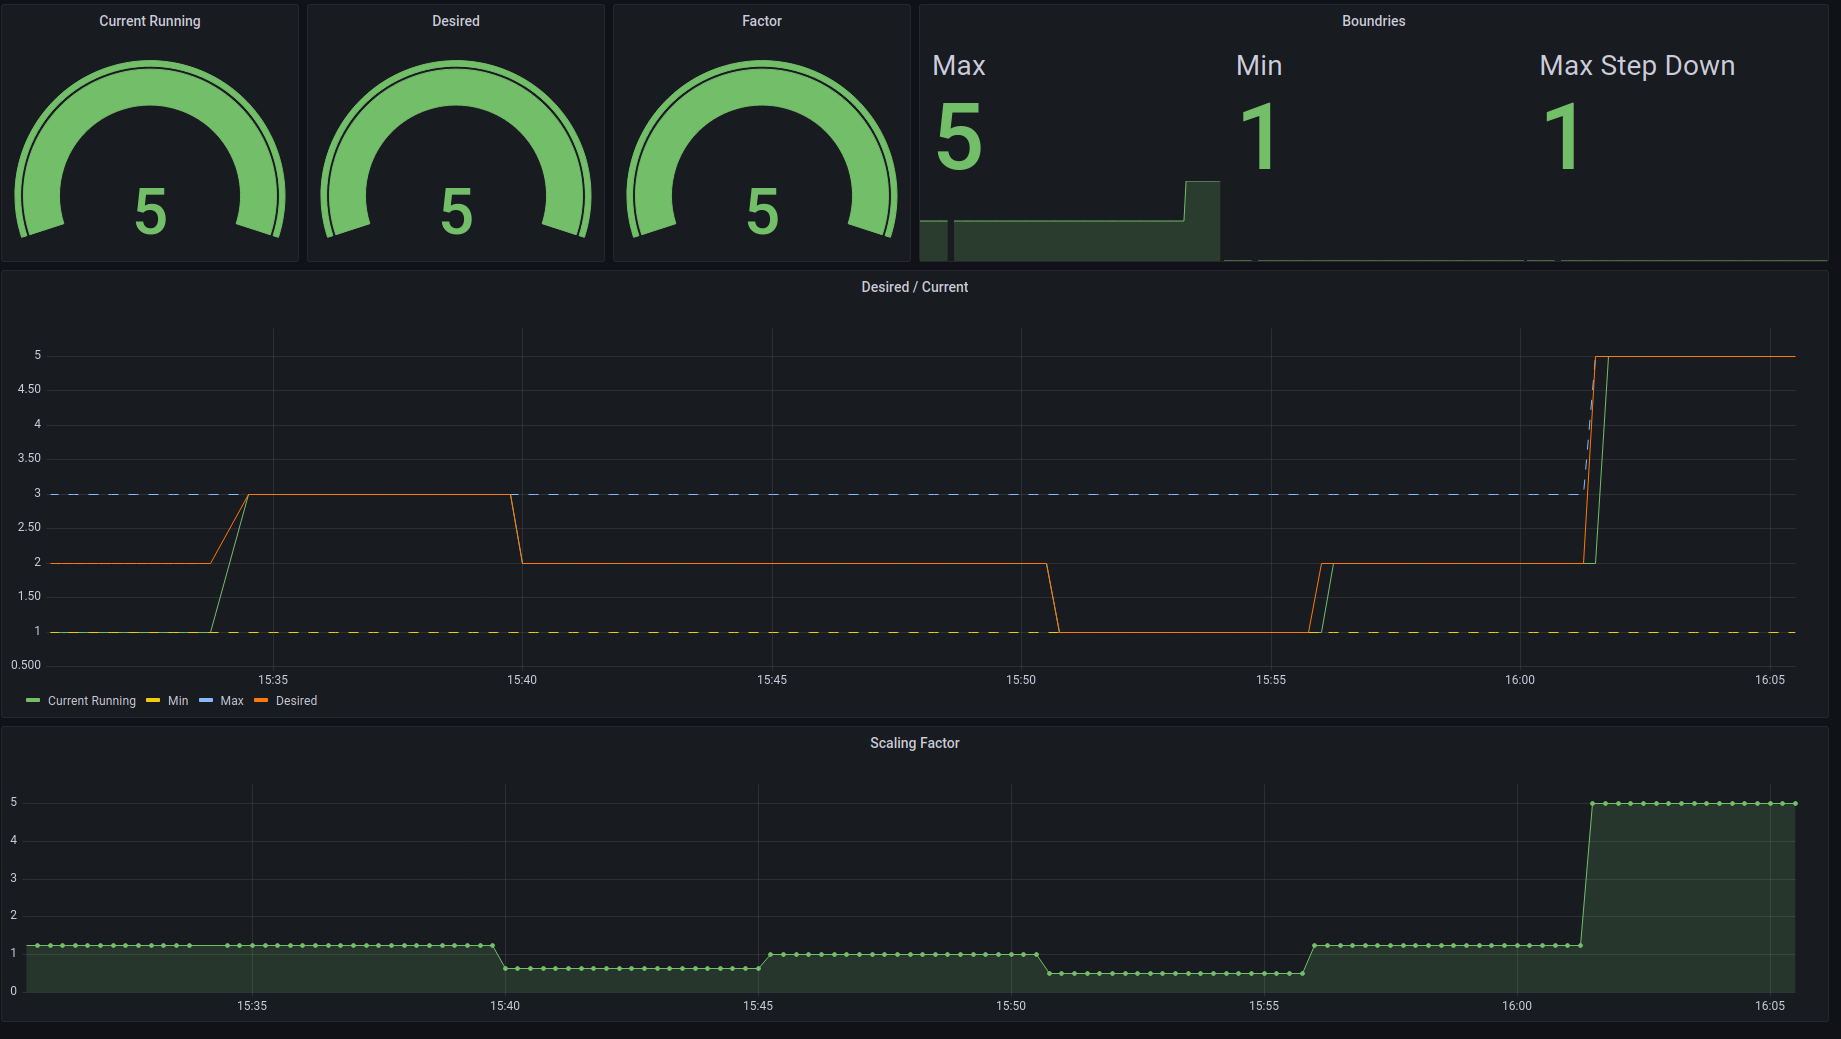 Current Running
5
Desired
5
Factor
5
Boundries
Max
5
Min
1
Max Step Down
1
Desired / Current
5
4.50
4
3.50
3
2.50
2
1.50
1
0.500
15:35 15:40 15:45 15:50 15:55 16:00 16:05
Current Running Min Max Desired
Scaling Factor
5
4
3
2
1
0
15:35 15:40 15:45 15:50 15:55 16:00 16:05